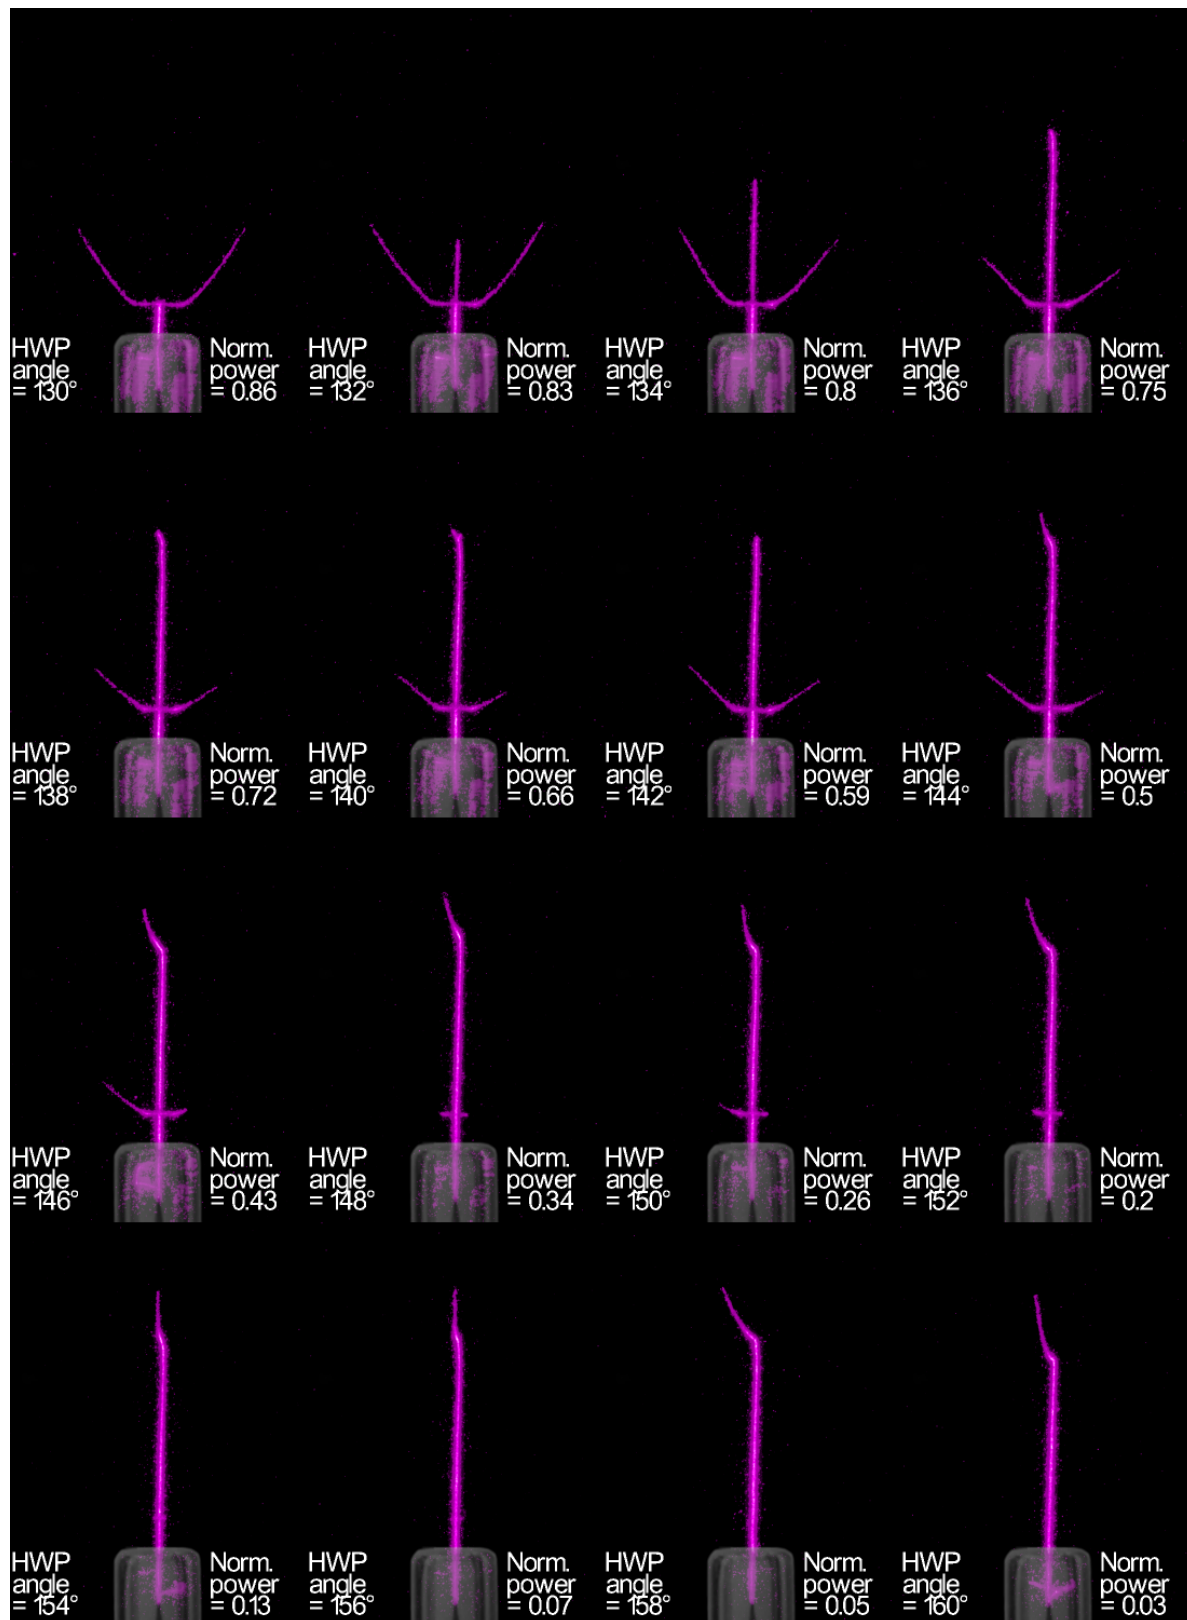 HWP
angle
= 130°
Norm.
power
= 0.86
HWP
angle
= 132°
Norm.
power
= 0.83
HWP
angle
= 134°
Norm.
power
= 0.8
HWP
angle
= 136°
Norm.
power
= 0.75
HWP
angle
= 138°
Norm.
power
= 0.72
HWP
angle
= 140°
Norm.
power
= 0.66
HWP
angle
= 142°
Norm.
power
= 0.59
HWP
angle
= 144°
Norm.
power
= 0.5
HWP
angle
= 146°
Norm.
power
= 0.43
HWP
angle
= 148°
Norm.
power
= 0.34
HWP
angle
= 150°
Norm.
power
= 0.26
HWP
angle
= 152°
Norm.
power
= 0.2
HWP
angle
= 154°
Norm.
power
= 0.13
HWP
angle
= 156°
Norm.
power
= 0.07
HWP
angle
= 158°
Norm.
power
= 0.05
HWP
angle
= 160°
Norm.
power
= 0.03